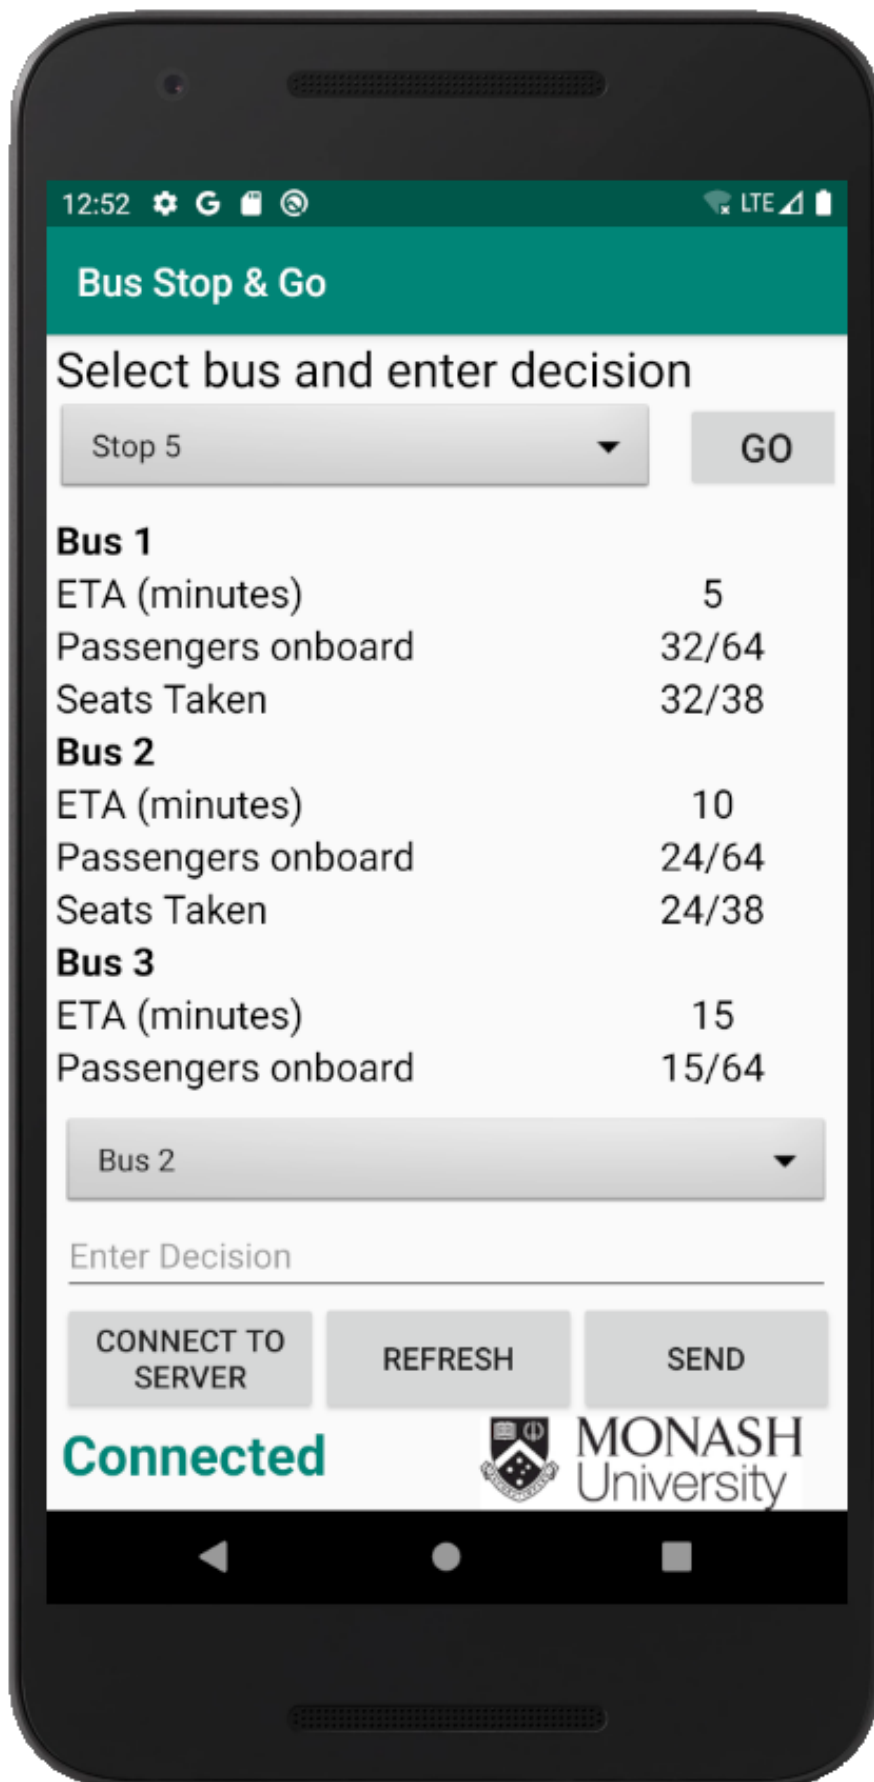 12:52 G LTE
Bus Stop & Go
Select bus and enter decision
Stop 5 GO
Bus 1
ETA (minutes) 5
Passengers onboard 32/64
Seats Taken 32/38
Bus 2
ETA (minutes) 10
Passengers onboard 24/64
Seats Taken 24/38
Bus 3
ETA (minutes) 15
Passengers onboard 15/64
Bus 2
Enter Decision
CONNECT TO
SERVER
REFRESH
SEND
Connected
MONASH
University